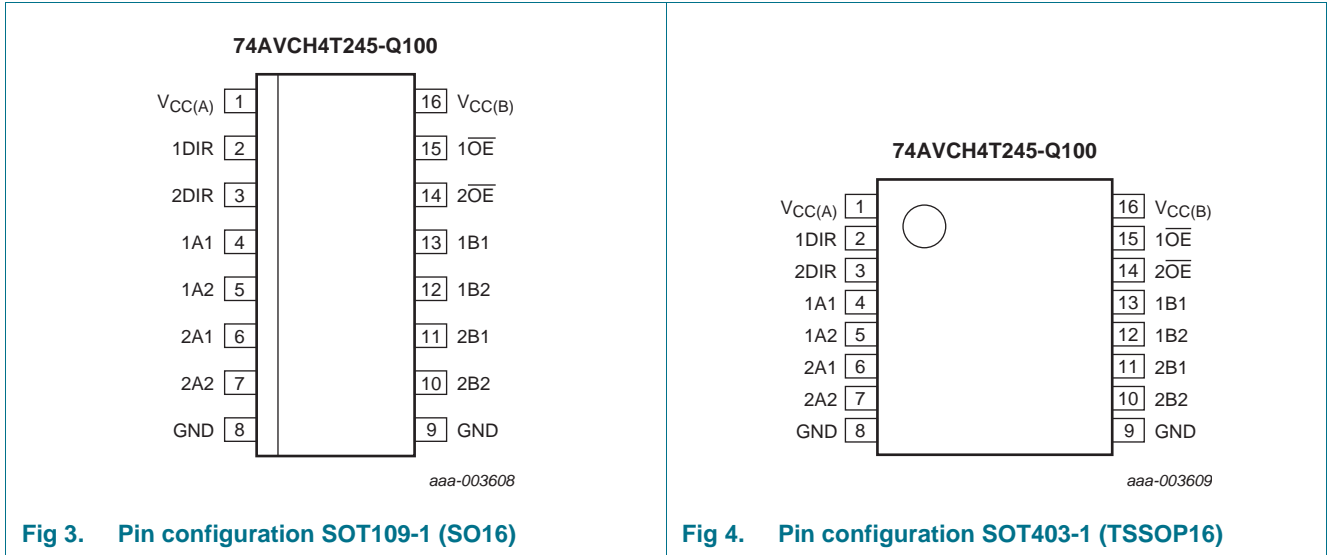 74AVCH4T245-Q100
VCC(A) 1 16 VCC(B)
1DIR 2 15 1O̅E̅
2DIR 3 14 2O̅E̅
1A1 4 13 1B1
1A2 5 12 1B2
2A1 6 11 2B1
2A2 7 10 2B2
GND 8 9 GND
aaa-003608
Fig 3. Pin configuration SOT109-1 (SO16)
74AVCH4T245-Q100
VCC(A) 1 16 VCC(B)
1DIR 2 15 1O̅E̅
2DIR 3 14 2O̅E̅
1A1 4 13 1B1
1A2 5 12 1B2
2A1 6 11 2B1
2A2 7 10 2B2
GND 8 9 GND
aaa-003609
Fig 4. Pin configuration SOT403-1 (TSSOP16)